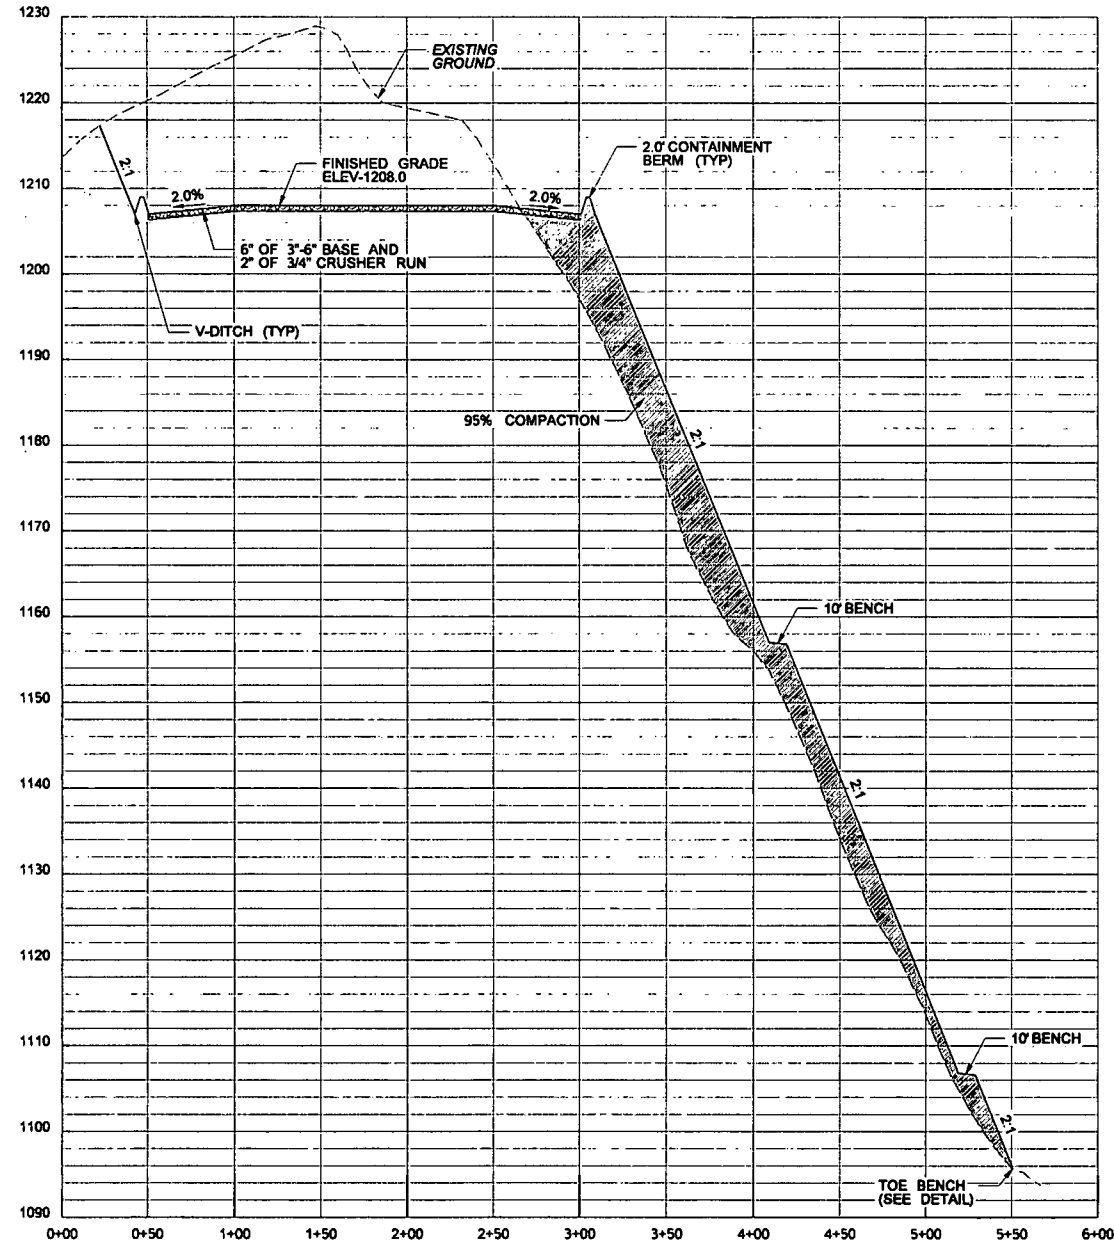 1230
EXISTING
GROUND
1220
2.0' CONTAINMENT
BERM (TYP)
2:1
FINISHED GRADE
ELEV-1208.0
1210
2.0%
2.0%
6" OF 3"-6" BASE AND
2" OF 3/4" CRUSHER RUN
1200
V-DITCH (TYP)
1190
95% COMPACTION
2:1
1180
1170
10' BENCH
1160
1150
2:1
1140
1130
1120
1110
10' BENCH
2:1
1100
TOE BENCH
(SEE DETAIL)
1090
0+00 0+50 1+00 1+50 2+00 2+50 3+00 3+50 4+00 4+50 5+00 5+50 6+00